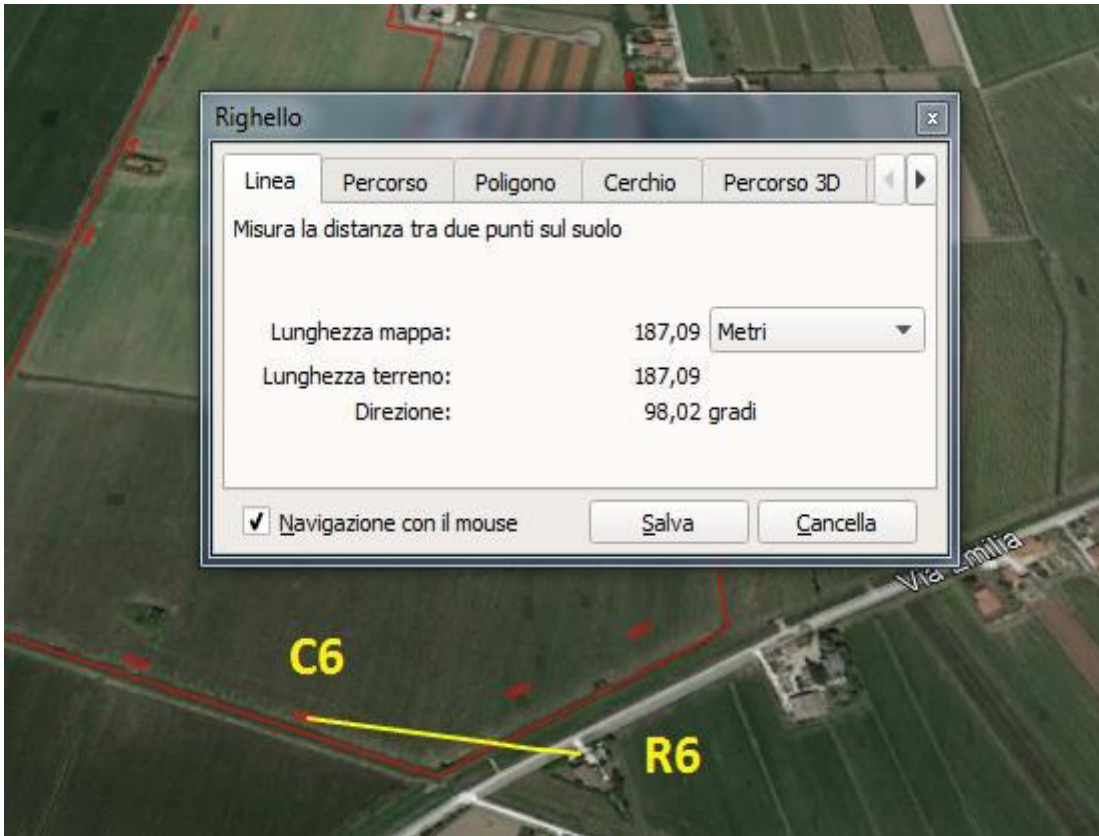 Righello
Linea Percorso Poligono Cerchio Percorso 3D
Misura la distanza tra due punti sul suolo
Lunghezza mappa: 187,09 Metri
Lunghezza terreno: 187,09
Direzione: 98,02 gradi
Navigazione con il mouse Salva Cancella
Via Emilia
C6
R6